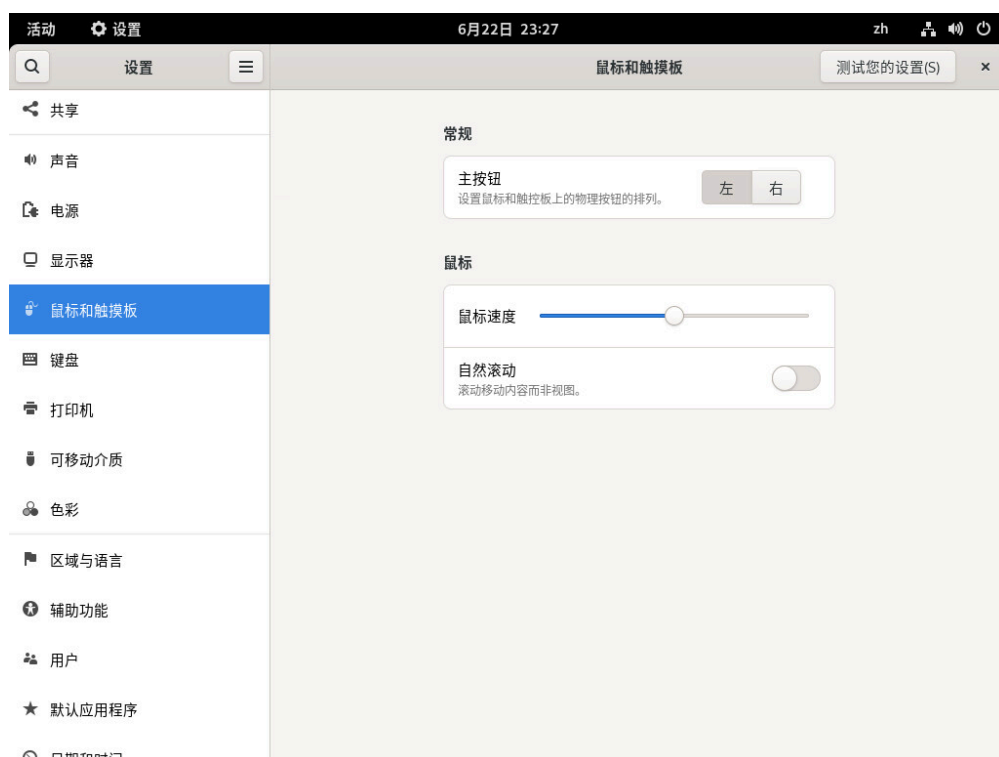 活动 设置 6月22日 23:27 zh
设置 鼠标和触摸板 测试您的设置(S)
共享
声音
电源
显示器
鼠标和触摸板
键盘
打印机
可移动介质
色彩
区域与语言
辅助功能
用户
默认应用程序
日期和时间
常规
主按钮
设置鼠标和触控板上的物理按钮的排列。
左 右
鼠标
鼠标速度
自然滚动
滚动移动内容而非视图。